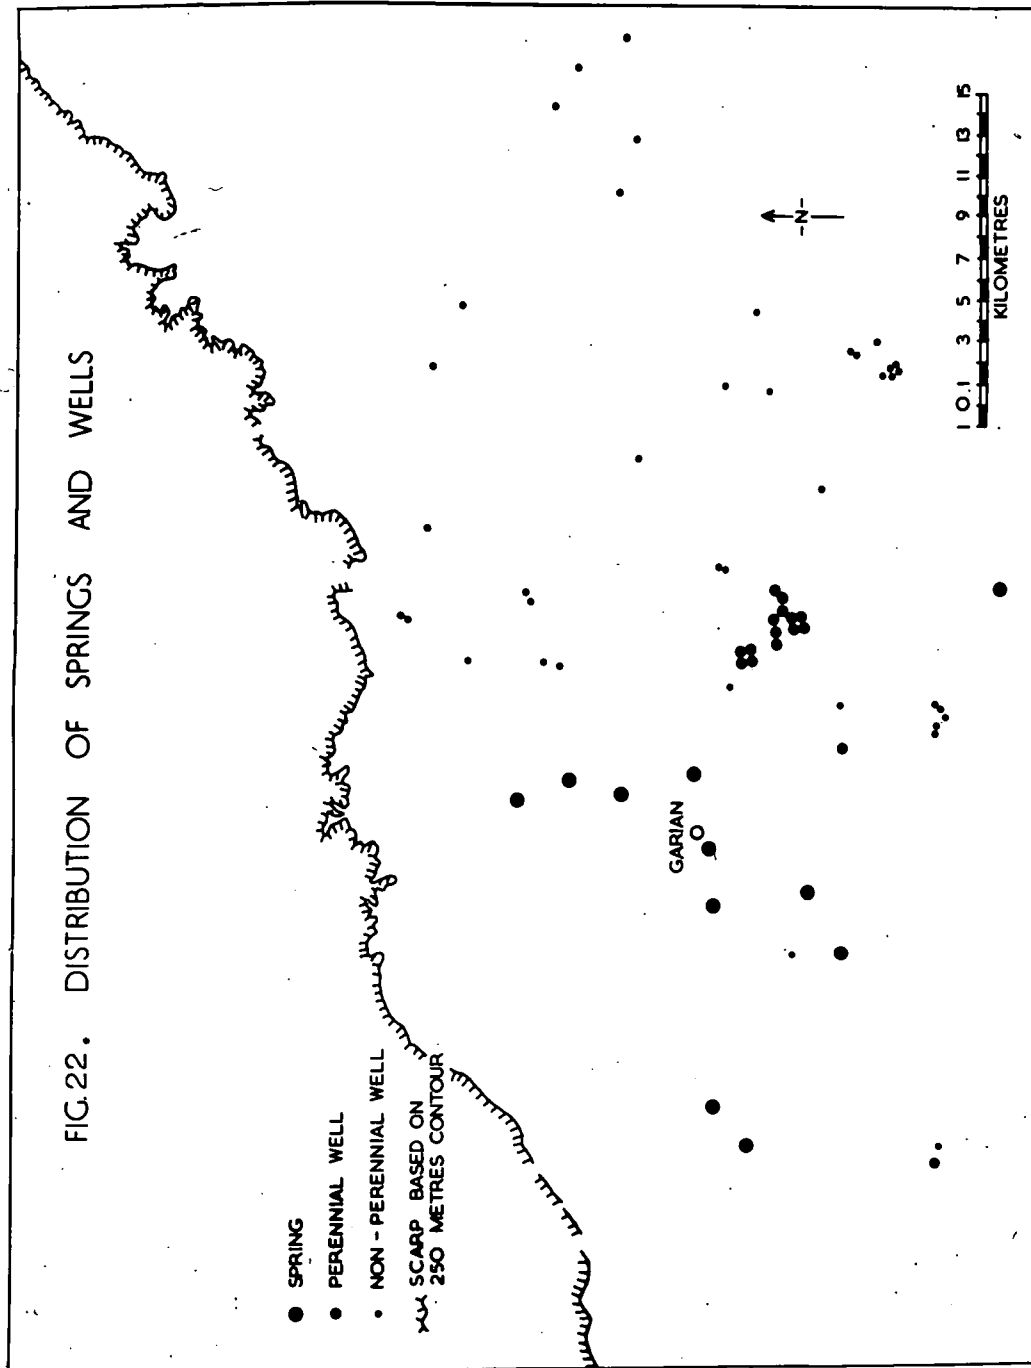 FIG.22. DISTRIBUTION OF SPRINGS AND WELLS
SPRING
PERENNIAL WELL
NON-PERENNIAL WELL
SCARP BASED ON
250 METRES CONTOUR
GARIAN
-N-
1 0.1 3 5 7 9 11 13 15
KILOMETRES